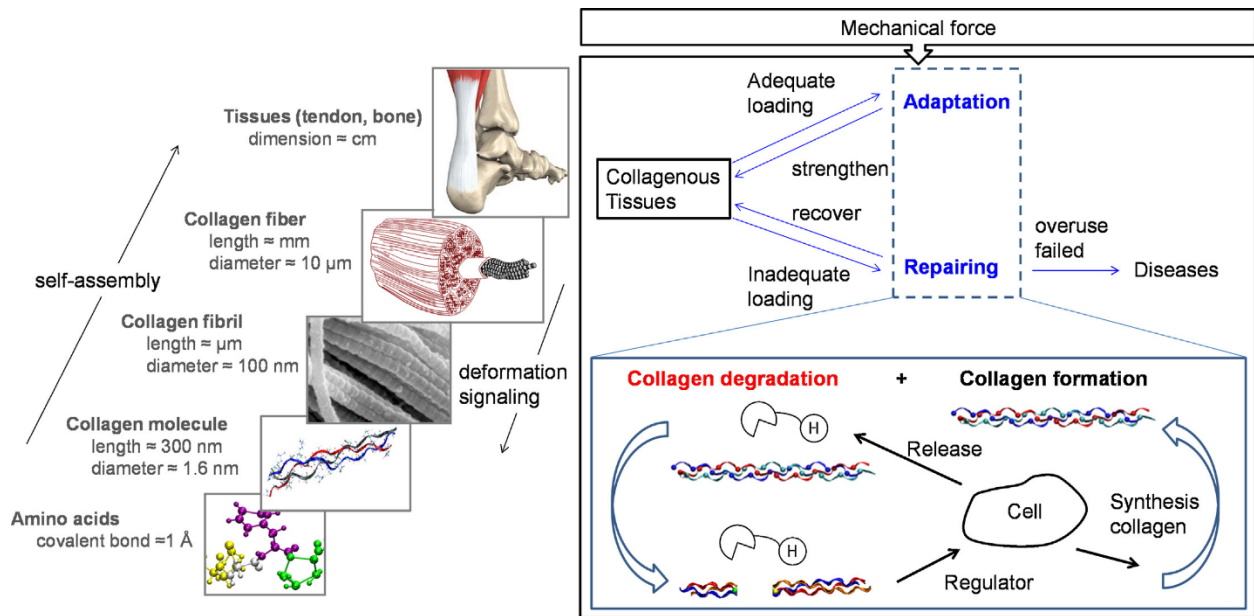 Tissues (tendon, bone)
dimension ≈ cm
Collagen fiber
length ≈ mm
diameter ≈ 10 µm
self-assembly
Collagen fibril
length ≈ µm
diameter ≈ 100 nm
deformation
signaling
Collagen molecule
length ≈ 300 nm
diameter ≈ 1.6 nm
Amino acids
covalent bond ≈1 Å
Mechanical force
Adequate
loading
Adaptation
Collagenous
Tissues
strengthen
recover
Inadequate
loading
Repairing
overuse
failed
Diseases
Collagen degradation + Collagen formation
H
Release
Cell
Synthesis
collagen
H
Regulator